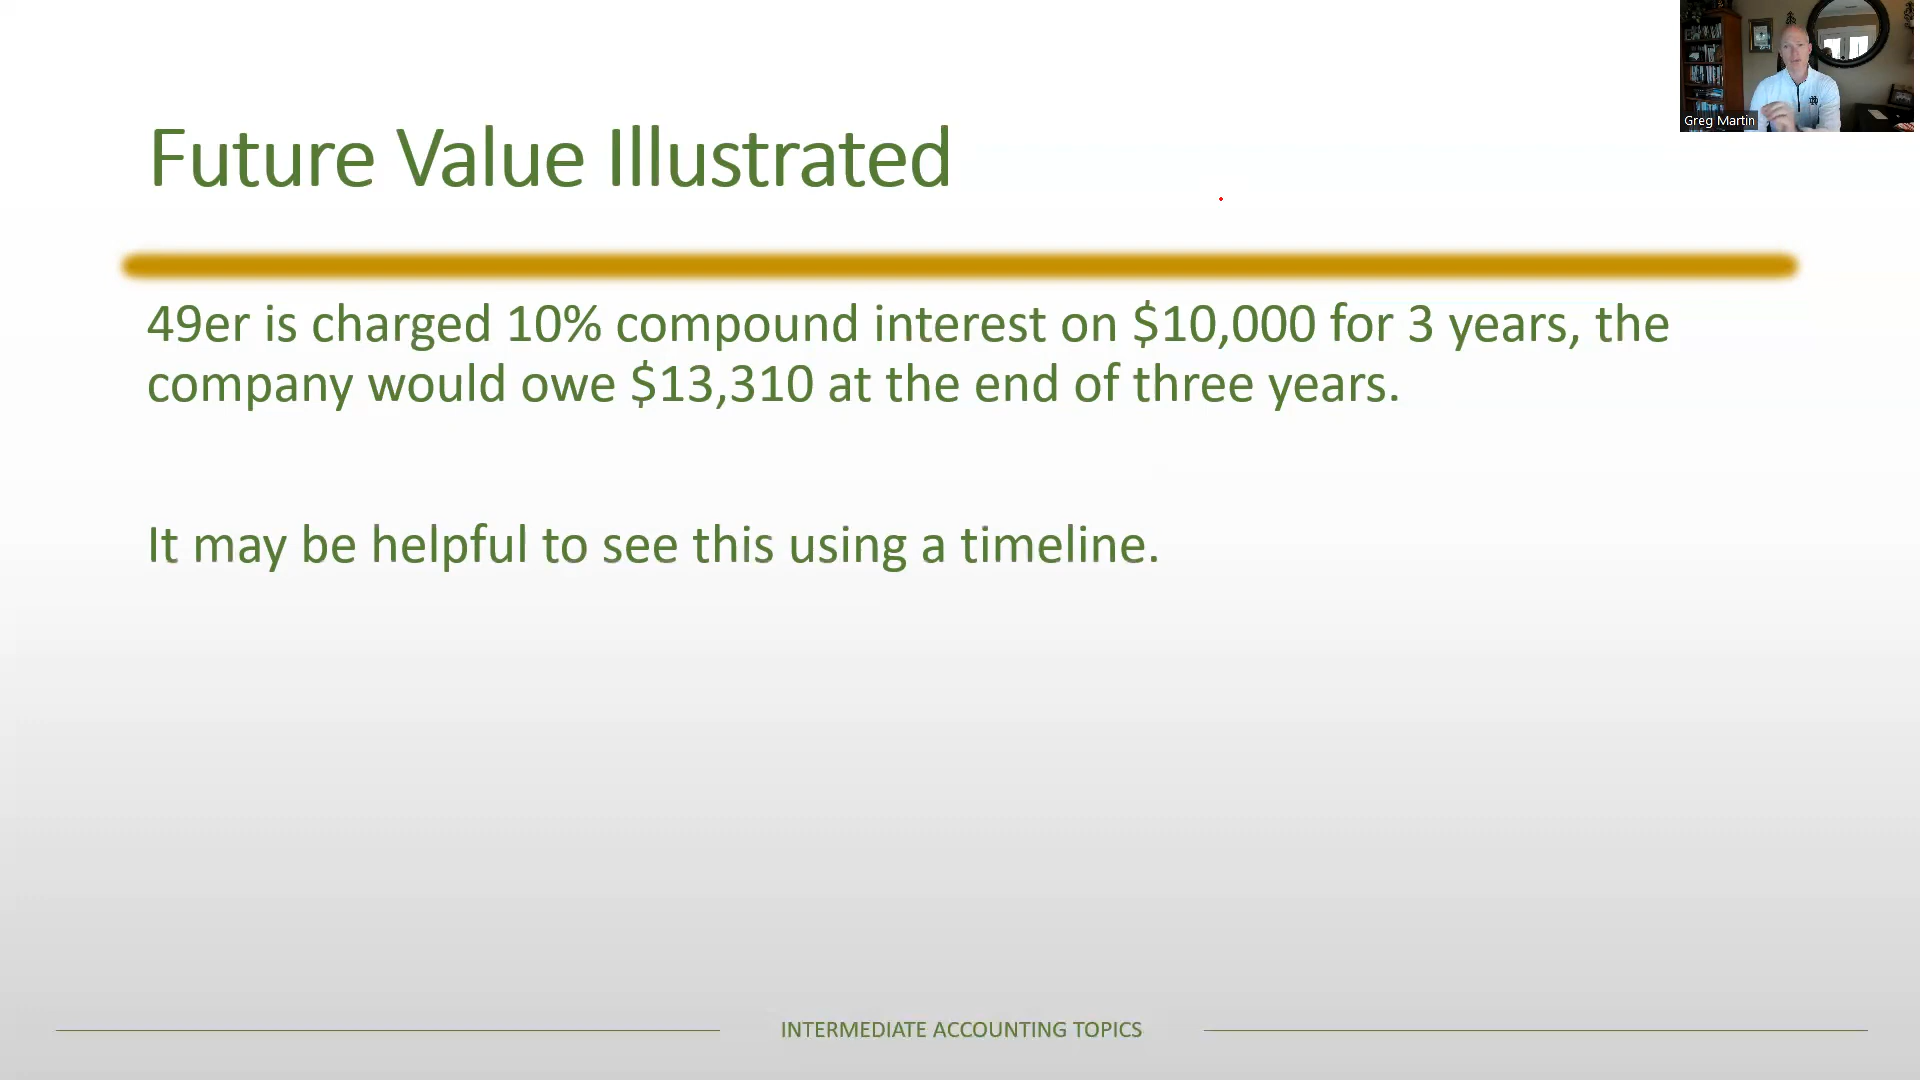 Greg Martin
Future Value Illustrated
49er is charged 10% compound interest on $10,000 for 3 years, the
company would owe $13,310 at the end of three years.
It may be helpful to see this using a timeline.
INTERMEDIATE ACCOUNTING TOPICS